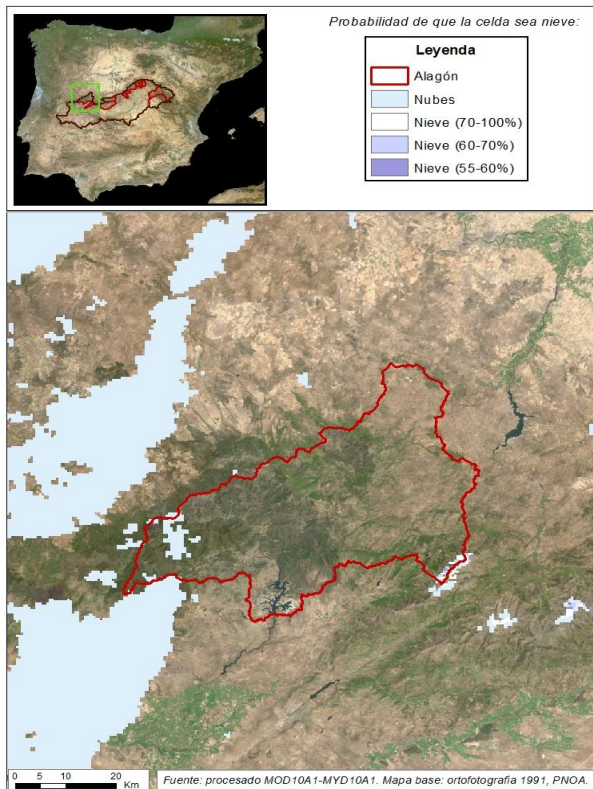 Probabilidad de que la celda sea nieve:
Leyenda
Alagón
Nubes
Nieve (70-100%)
Nieve (60-70%)
Nieve (55-60%)
0 5 10 20
Km
Fuente: procesado MOD10A1-MYD10A1. Mapa base: ortofotografia 1991, PNOA.